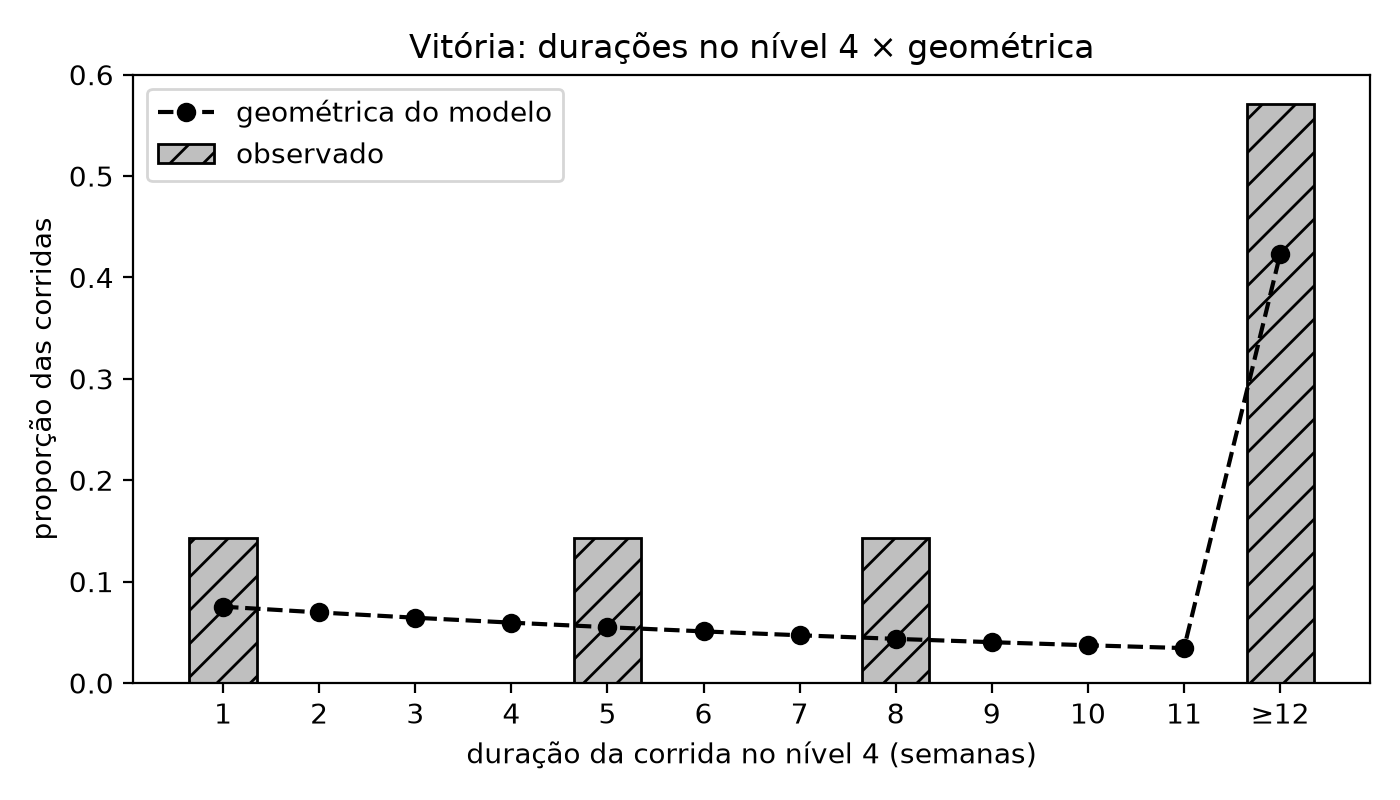 Vitória: durações no nível 4 × geométrica
geométrica do modelo
observado
proporção das corridas
0.6
0.5
0.4
0.3
0.2
0.1
0.0
1 2 3 4 5 6 7 8 9 10 11 ≥12
duração da corrida no nível 4 (semanas)